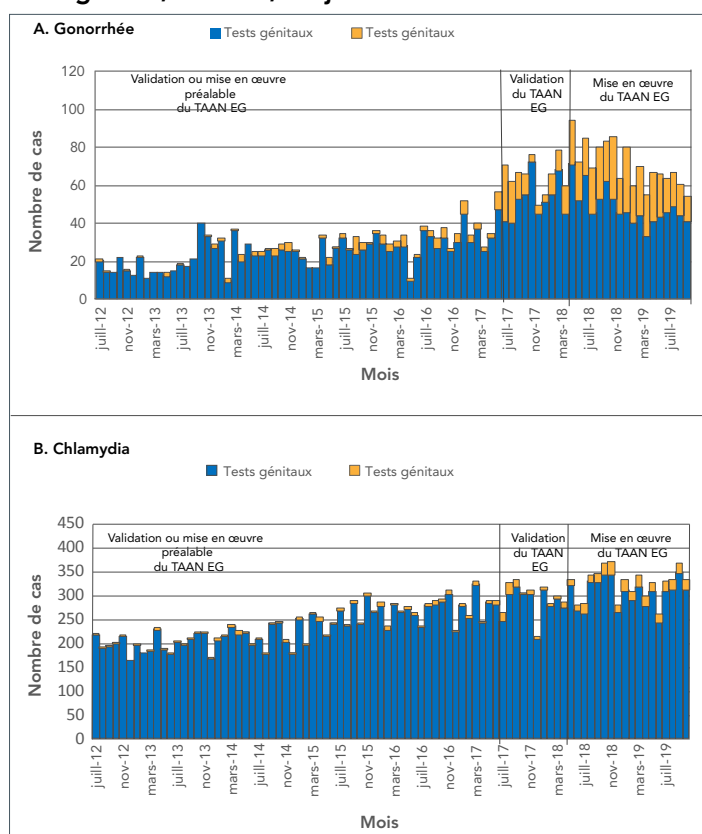 A. Gonorrhée
Tests génitaux
Tests génitaux
Validation ou mise en œuvre
préalable
du TAAN EG
Validation
du TAAN
EG
Mise en œuvre
du TAAN EG
Nombre de cas
120
100
80
60
40
20
0
juill-12
nov-12
mars-13
juill-13
nov-13
mars-14
juill-14
nov-14
mars-15
juill-15
nov-15
mars-16
juill-16
nov-16
mars-17
juill-17
nov-17
mars-18
juill-18
nov-18
mars-19
juill-19
Mois
B. Chlamydia
Tests génitaux
Tests génitaux
Validation ou mise en œuvre
préalable
du TAAN EG
Validation
du TAAN
EG
Mise en œuvre
du TAAN EG
Nombre de cas
450
400
350
300
250
200
150
100
50
0
juill-12
nov-12
mars-13
juill-13
nov-13
mars-14
juill-14
nov-14
mars-15
juill-15
nov-15
mars-16
juill-16
nov-16
mars-17
juill-17
nov-17
mars-18
juill-18
nov-18
mars-19
juill-19
Mois